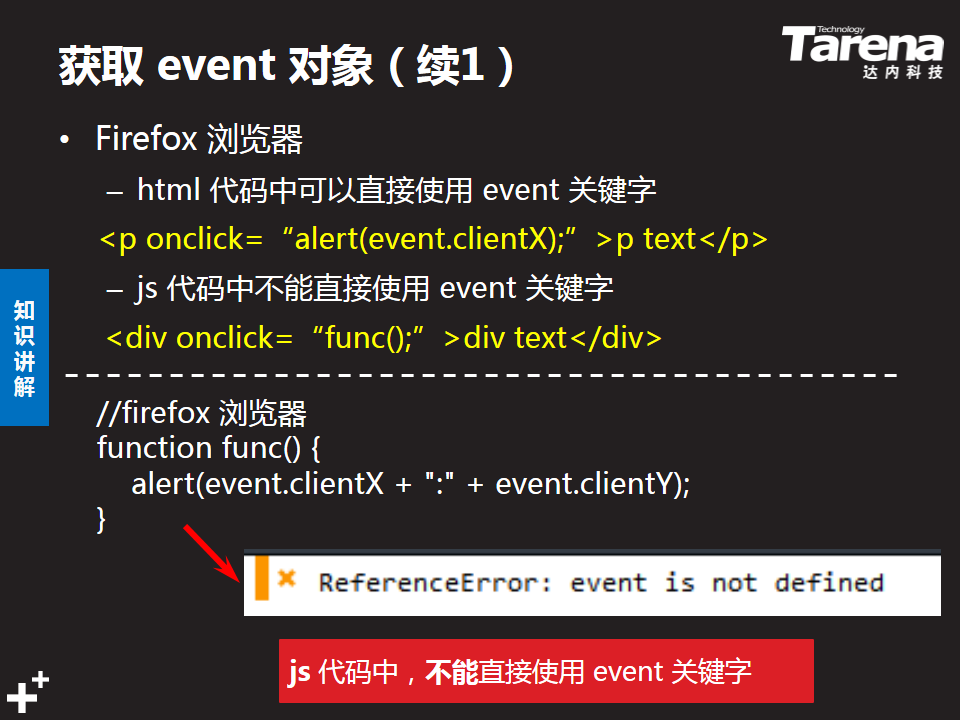 获取 event 对象（续1）
Technology
Tarena
达内科技
• Firefox 浏览器
– html 代码中可以直接使用 event 关键字
<p onclick=“alert(event.clientX);”>p text</p>
– js 代码中不能直接使用 event 关键字
<div onclick=“func();”>div text</div>
知识讲解
//firefox 浏览器
function func() {
alert(event.clientX + ":" + event.clientY);
}
ReferenceError: event is not defined
js 代码中，不能直接使用 event 关键字